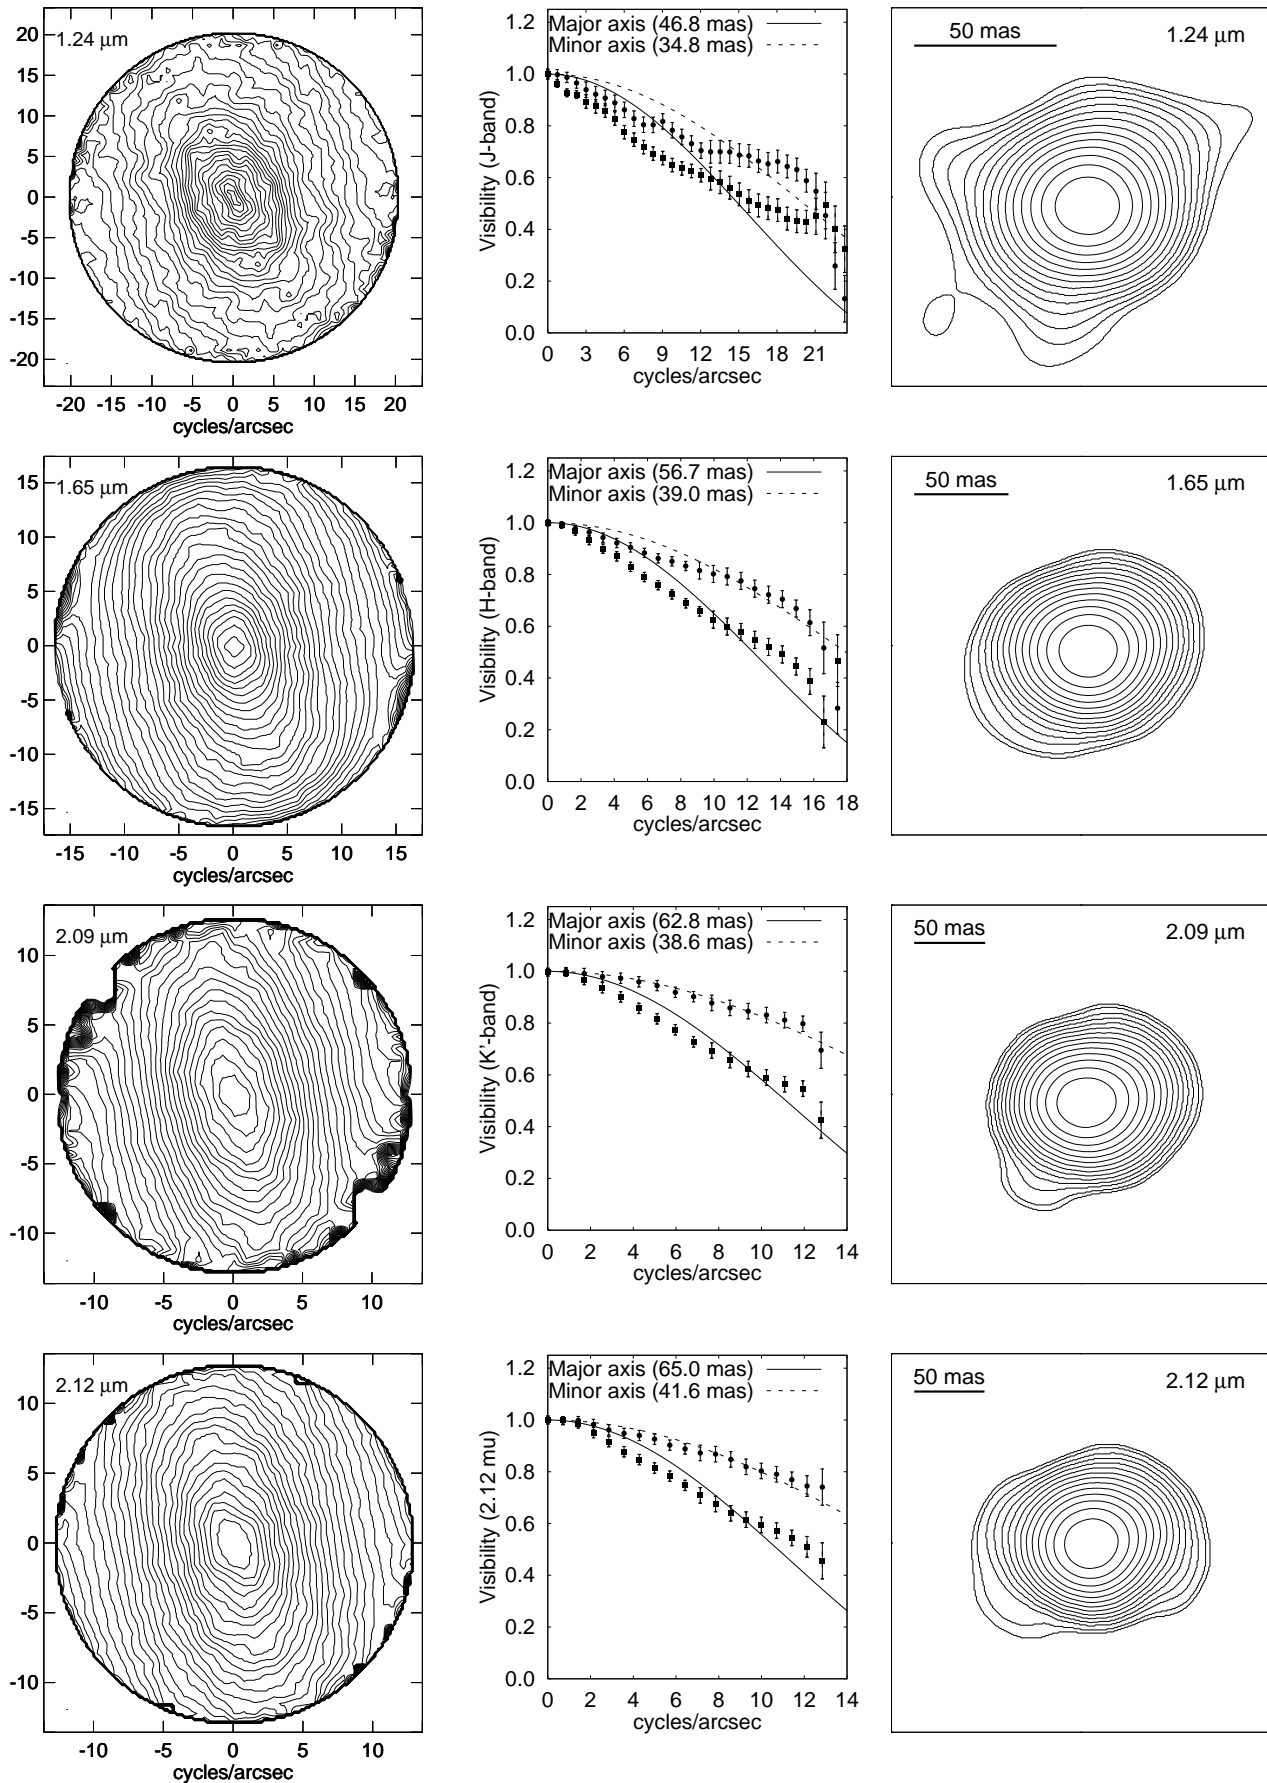 1.24 μm
20
15
10
5
0
-5
-10
-15
-20
-20 -15 -10 -5 0 5 10 15 20
cycles/arcsec
Major axis (46.8 mas)
Minor axis (34.8 mas)
Visibility (J-band)
1.2
1.0
0.8
0.6
0.4
0.2
0.0
0 3 6 9 12 15 18 21
cycles/arcsec
50 mas 1.24 μm
1.65 μm
15
10
5
0
-5
-10
-15
-15 -10 -5 0 5 10 15
cycles/arcsec
Major axis (56.7 mas)
Minor axis (39.0 mas)
Visibility (H-band)
1.2
1.0
0.8
0.6
0.4
0.2
0.0
0 2 4 6 8 10 12 14 16 18
cycles/arcsec
50 mas 1.65 μm
2.09 μm
10
5
0
-5
-10
-10 -5 0 5 10
cycles/arcsec
Major axis (62.8 mas)
Minor axis (38.6 mas)
Visibility (K'-band)
1.2
1.0
0.8
0.6
0.4
0.2
0.0
0 2 4 6 8 10 12 14
cycles/arcsec
50 mas 2.09 μm
2.12 μm
10
5
0
-5
-10
-10 -5 0 5 10
cycles/arcsec
Major axis (65.0 mas)
Minor axis (41.6 mas)
Visibility (2.12 mu)
1.2
1.0
0.8
0.6
0.4
0.2
0.0
0 2 4 6 8 10 12 14
cycles/arcsec
50 mas 2.12 μm